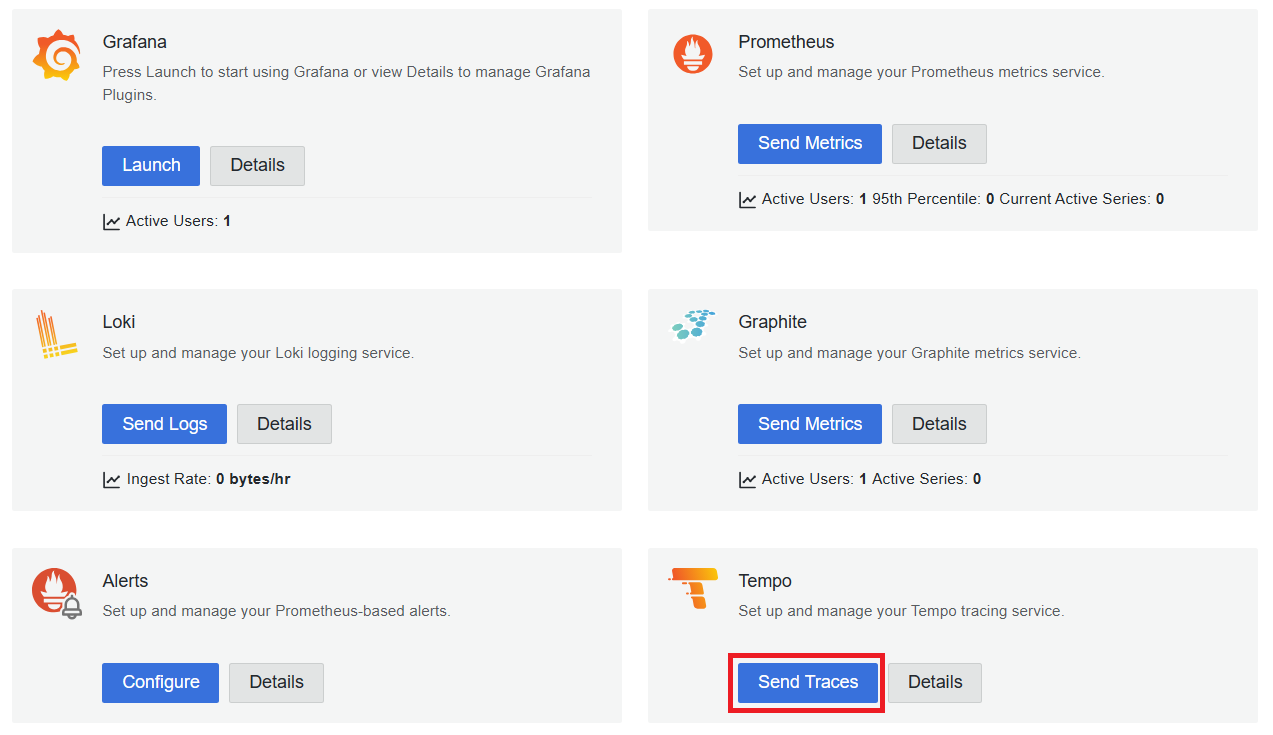 Grafana
Press Launch to start using Grafana or view Details to manage Grafana
Plugins.
Launch
Details
Active Users: 1
Prometheus
Set up and manage your Prometheus metrics service.
Send Metrics
Details
Active Users: 1 95th Percentile: 0 Current Active Series: 0
Loki
Set up and manage your Loki logging service.
Send Logs
Details
Ingest Rate: 0 bytes/hr
Graphite
Set up and manage your Graphite metrics service.
Send Metrics
Details
Active Users: 1 Active Series: 0
Alerts
Set up and manage your Prometheus-based alerts.
Configure
Details
Tempo
Set up and manage your Tempo tracing service.
Send Traces
Details